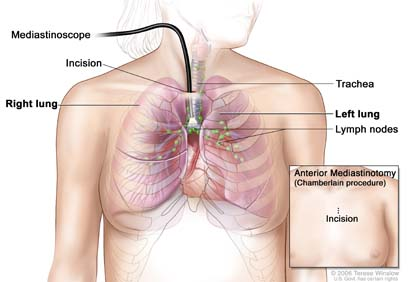 Mediastinoscope
Incision
Right lung
Trachea
Left lung
Lymph nodes
Anterior Mediastinotomy
(Chamberlain procedure)
Incision
© 2006 Terese Winslow
U.S. Govt. has certain rights